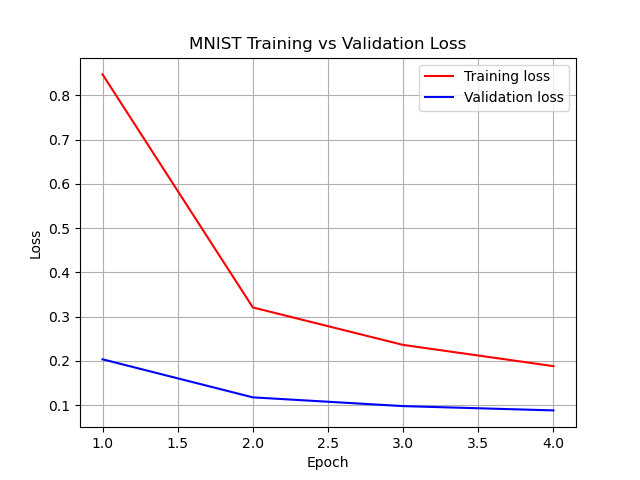 MNIST Training vs Validation Loss
Training loss
Validation loss
Loss
0.8
0.7
0.6
0.5
0.4
0.3
0.2
0.1
1.0 1.5 2.0 2.5 3.0 3.5 4.0
Epoch